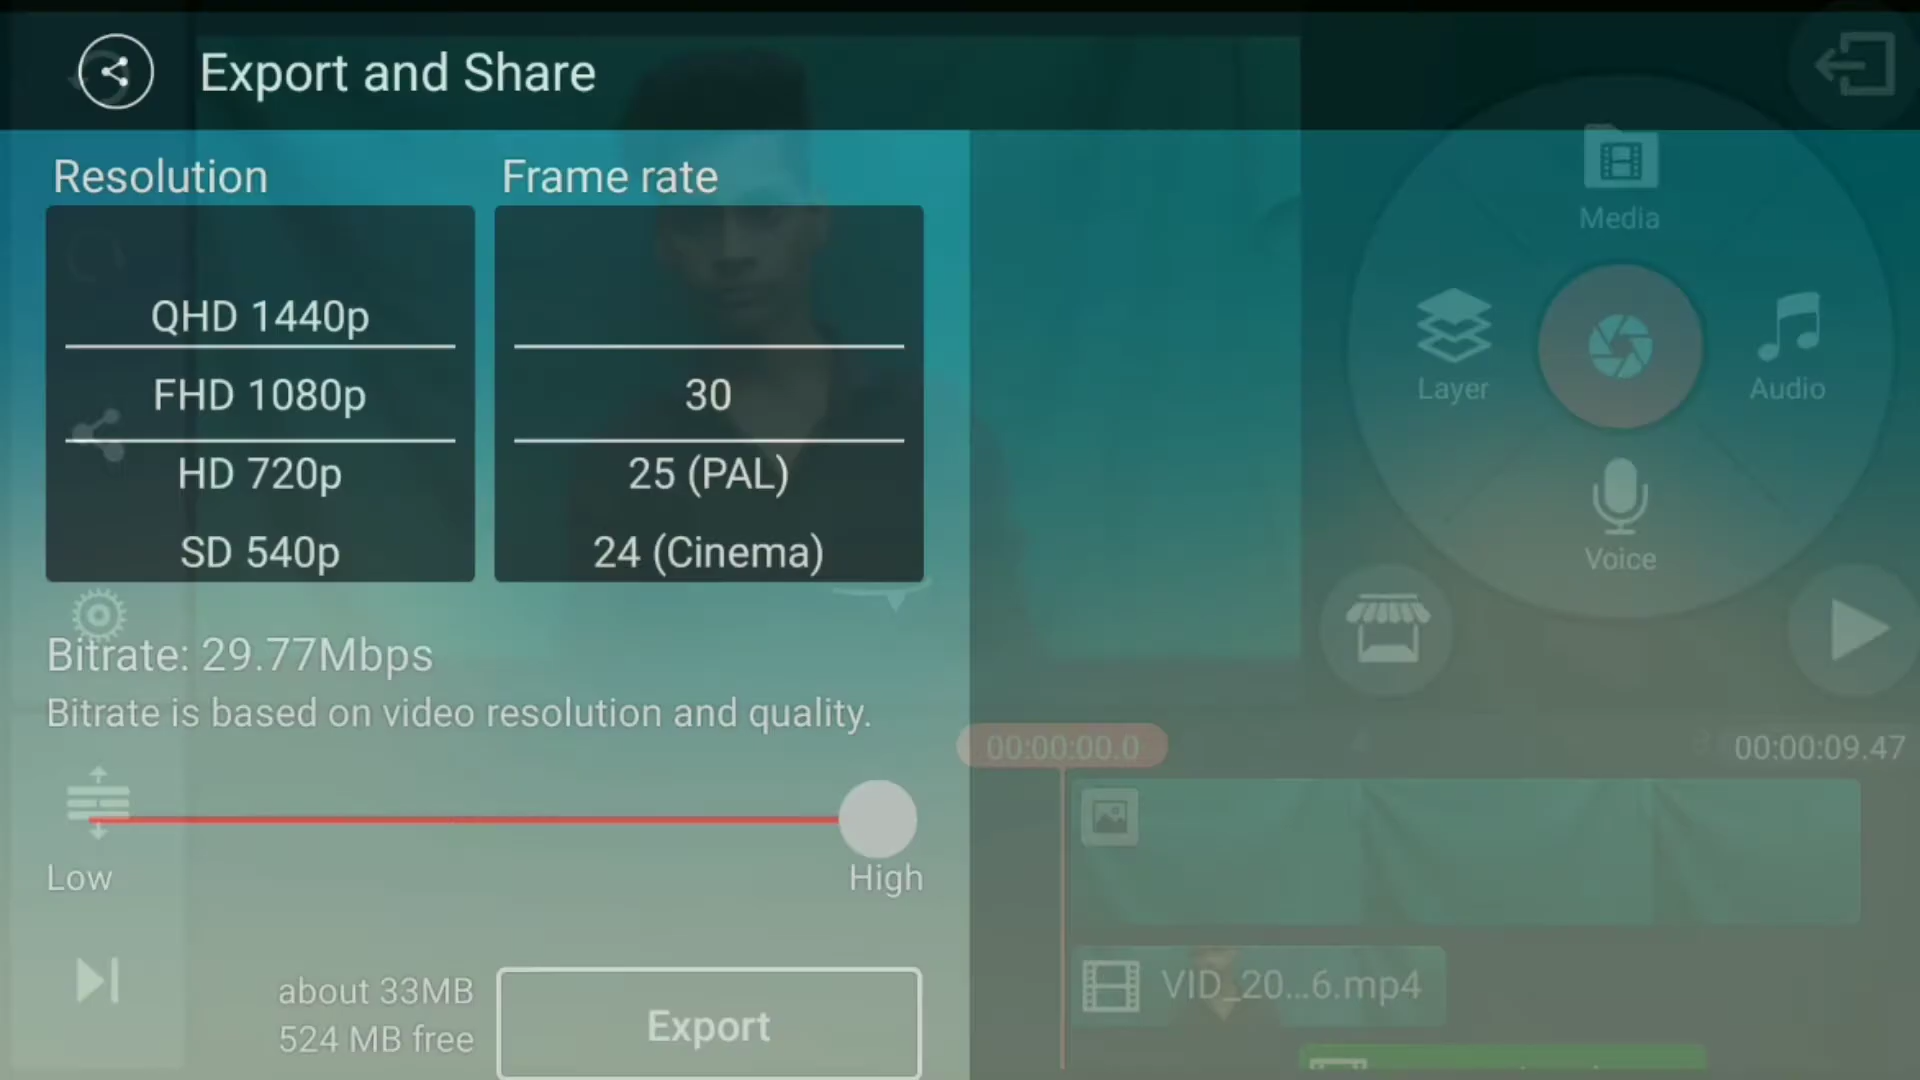 Export and Share
Resolution
Frame rate
QHD 1440p
FHD 1080p
HD 720p
SD 540p
30
25 (PAL)
24 (Cinema)
Bitrate: 29.77Mbps
Bitrate is based on video resolution and quality.
Low
High
about 33MB
524 MB free
Export
Media
Layer
Audio
Voice
00:00:00.0
4
00:00:09.47
VID_20...6.mp4